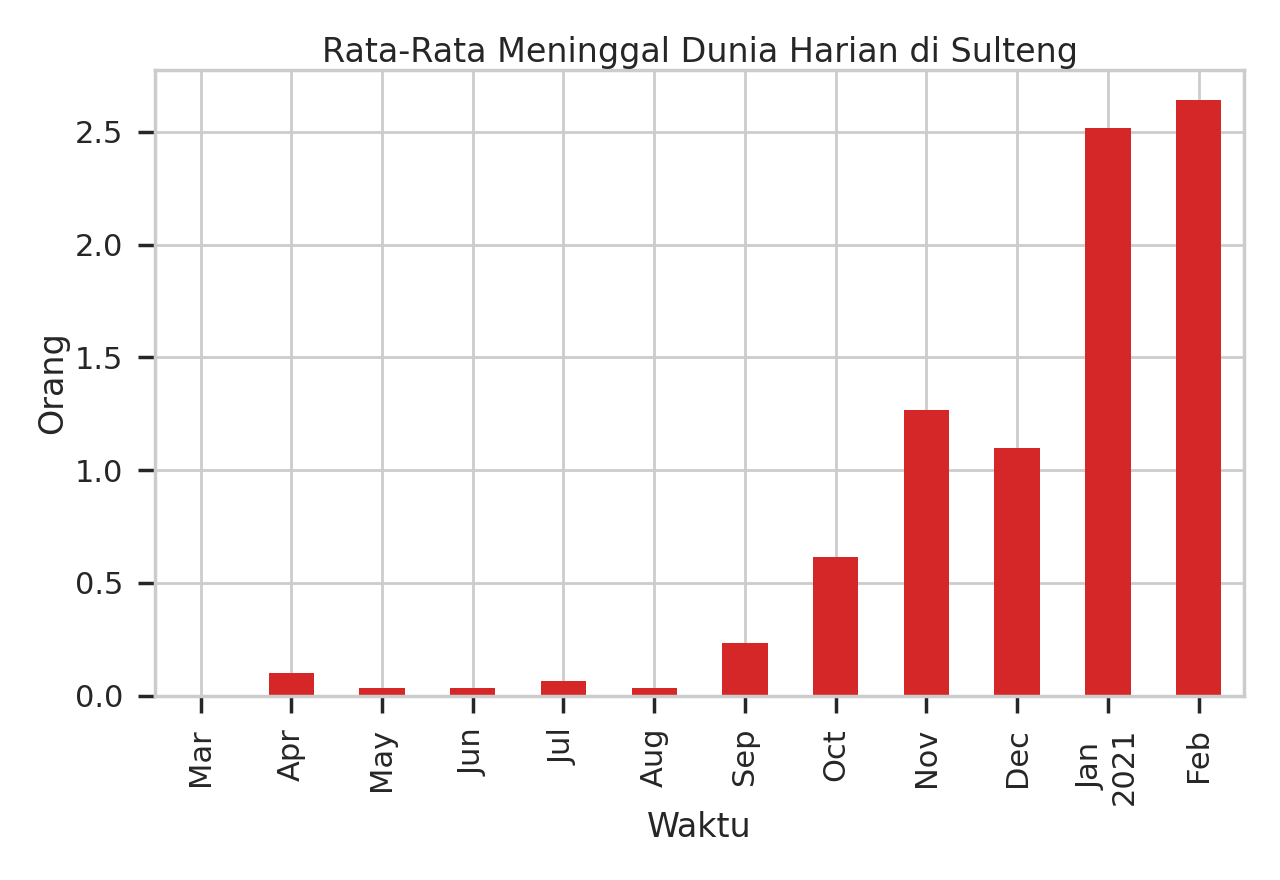 Rata-Rata Meninggal Dunia Harian di Sulteng
Orang
2.5
2.0
1.5
1.0
0.5
0.0
Mar
Apr
May
Jun
Jul
Aug
Sep
Oct
Nov
Dec
Jan
2021
Feb
Waktu